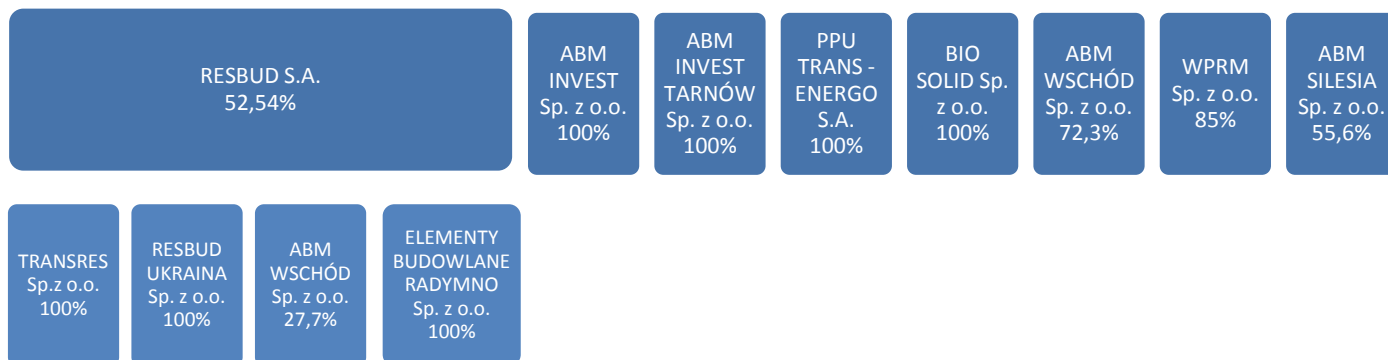 RESBUD S.A.
52,54%
ABM
INVEST
Sp. z o.o.
100%
ABM
INVEST
TARNÓW
Sp. z o.o.
100%
PPU
TRANS -
ENERGO
S.A.
100%
BIO
SOLID Sp.
z o.o.
100%
ABM
WSCHÓD
Sp. z o.o.
72,3%
WPRM
Sp. z o.o.
85%
ABM
SILESIA
Sp. z o.o.
55,6%
TRANSRES
Sp.z o.o.
100%
RESBUD
UKRAINA
Sp. z o.o.
100%
ABM
WSCHÓD
Sp. z o.o.
27,7%
ELEMENTY
BUDOWLANE
RADYMNO
Sp. z o.o.
100%